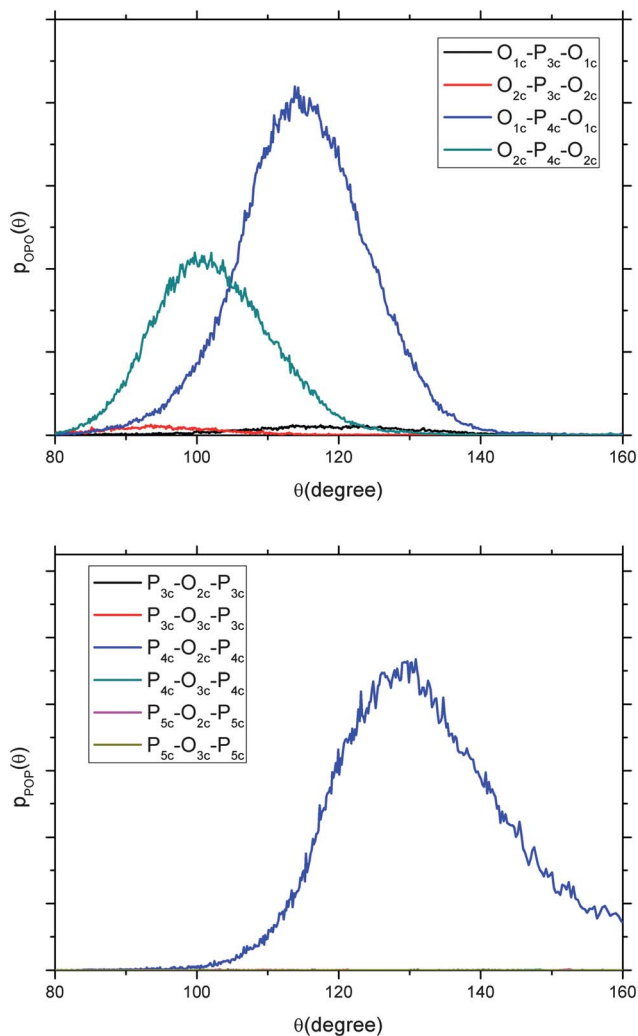 O1c-P3c-O1c
O2c-P3c-O2c
O1c-P4c-O1c
O2c-P4c-O2c
pOPO(θ)
80 100 120 140 160
θ(degree)
P3c-O2c-P3c
P3c-O3c-P3c
P4c-O2c-P4c
P4c-O3c-P4c
P5c-O2c-P5c
P5c-O3c-P5c
pPOP(θ)
80 100 120 140 160
θ(degree)